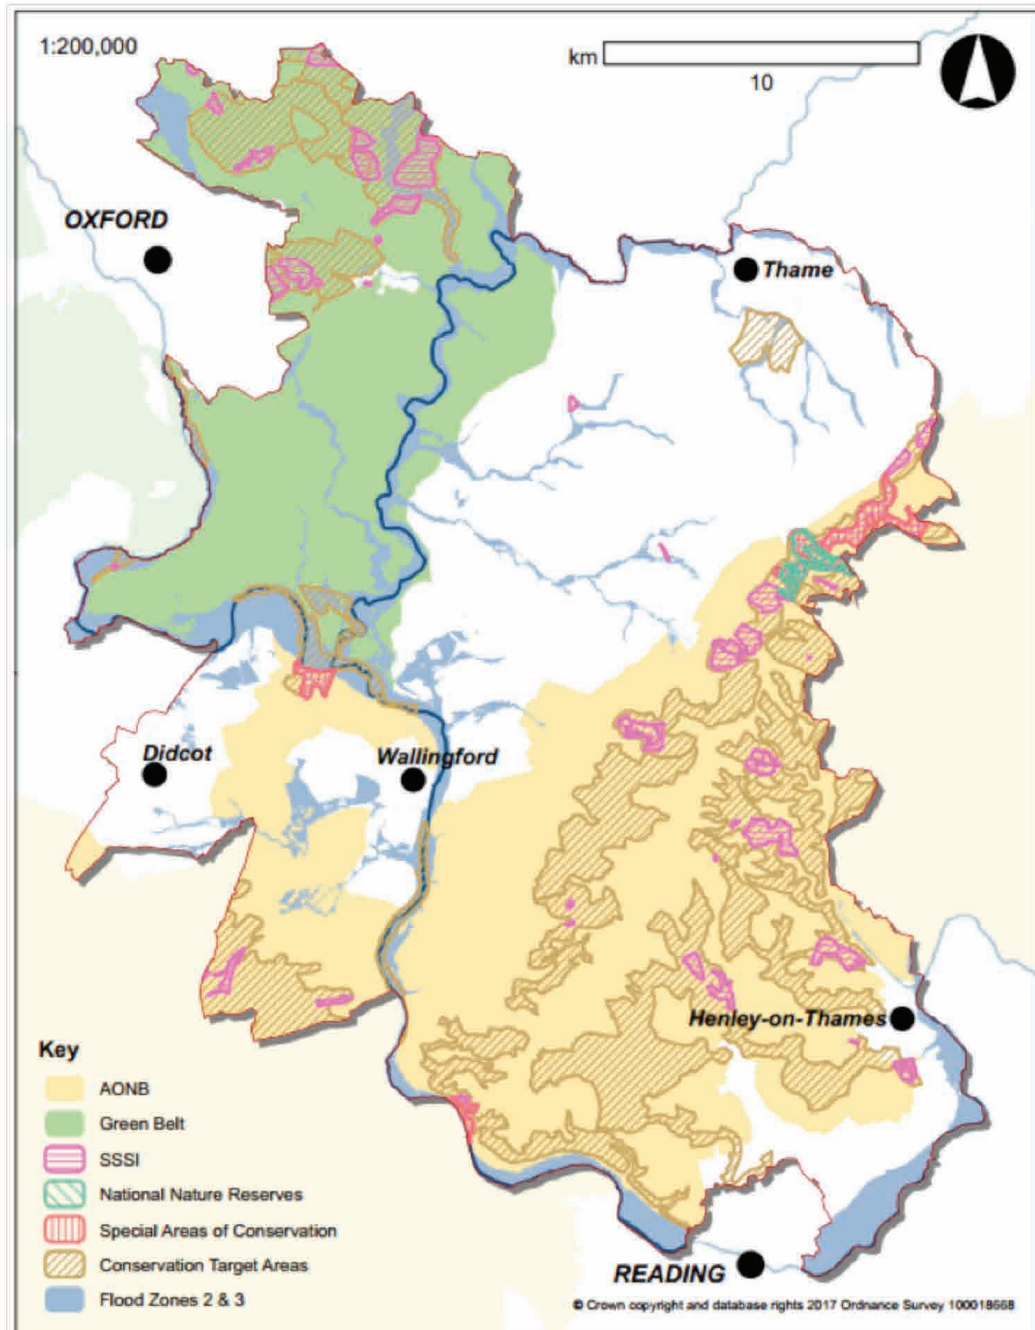 1:200,000
km
10
OXFORD
Thame
Didcot
Wallingford
Henley-on-Thames
Key
AONB
Green Belt
SSSI
National Nature Reserves
Special Areas of Conservation
Conservation Target Areas
Flood Zones 2 & 3
READING
© Crown copyright and database rights 2017 Ordnance Survey 100018668